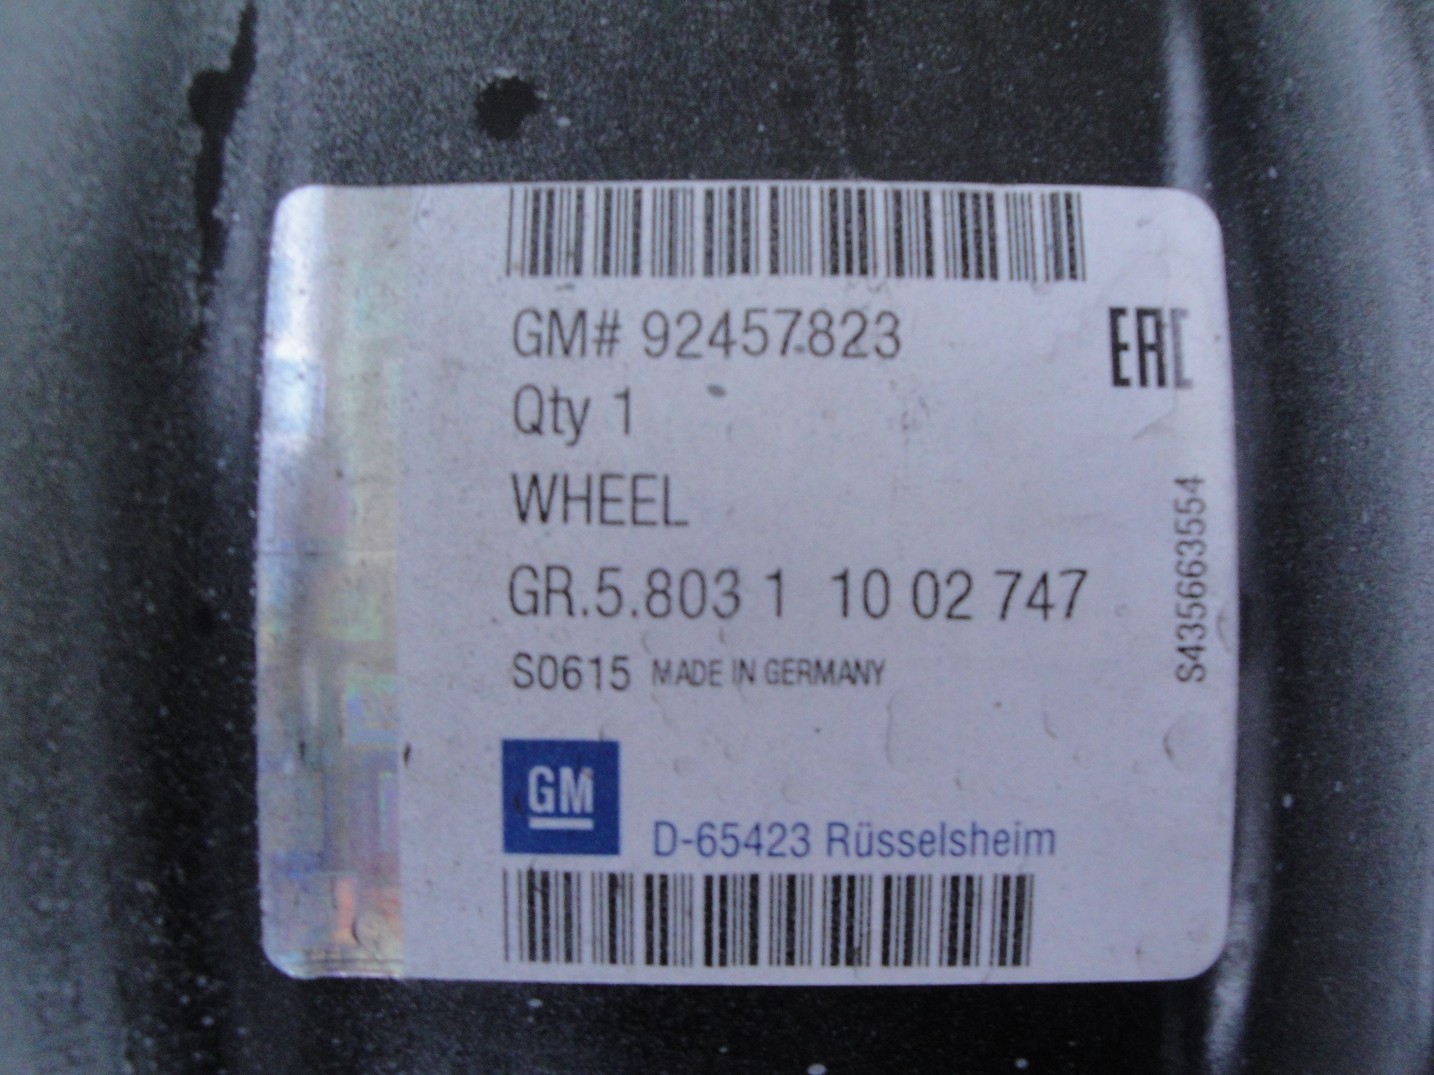 GM# 92457823
EAC
Qty 1
WHEEL
GR.5.803 1 10 02 747
S0615 MADE IN GERMANY
S435663554
GM
D-65423 Rüsselsheim